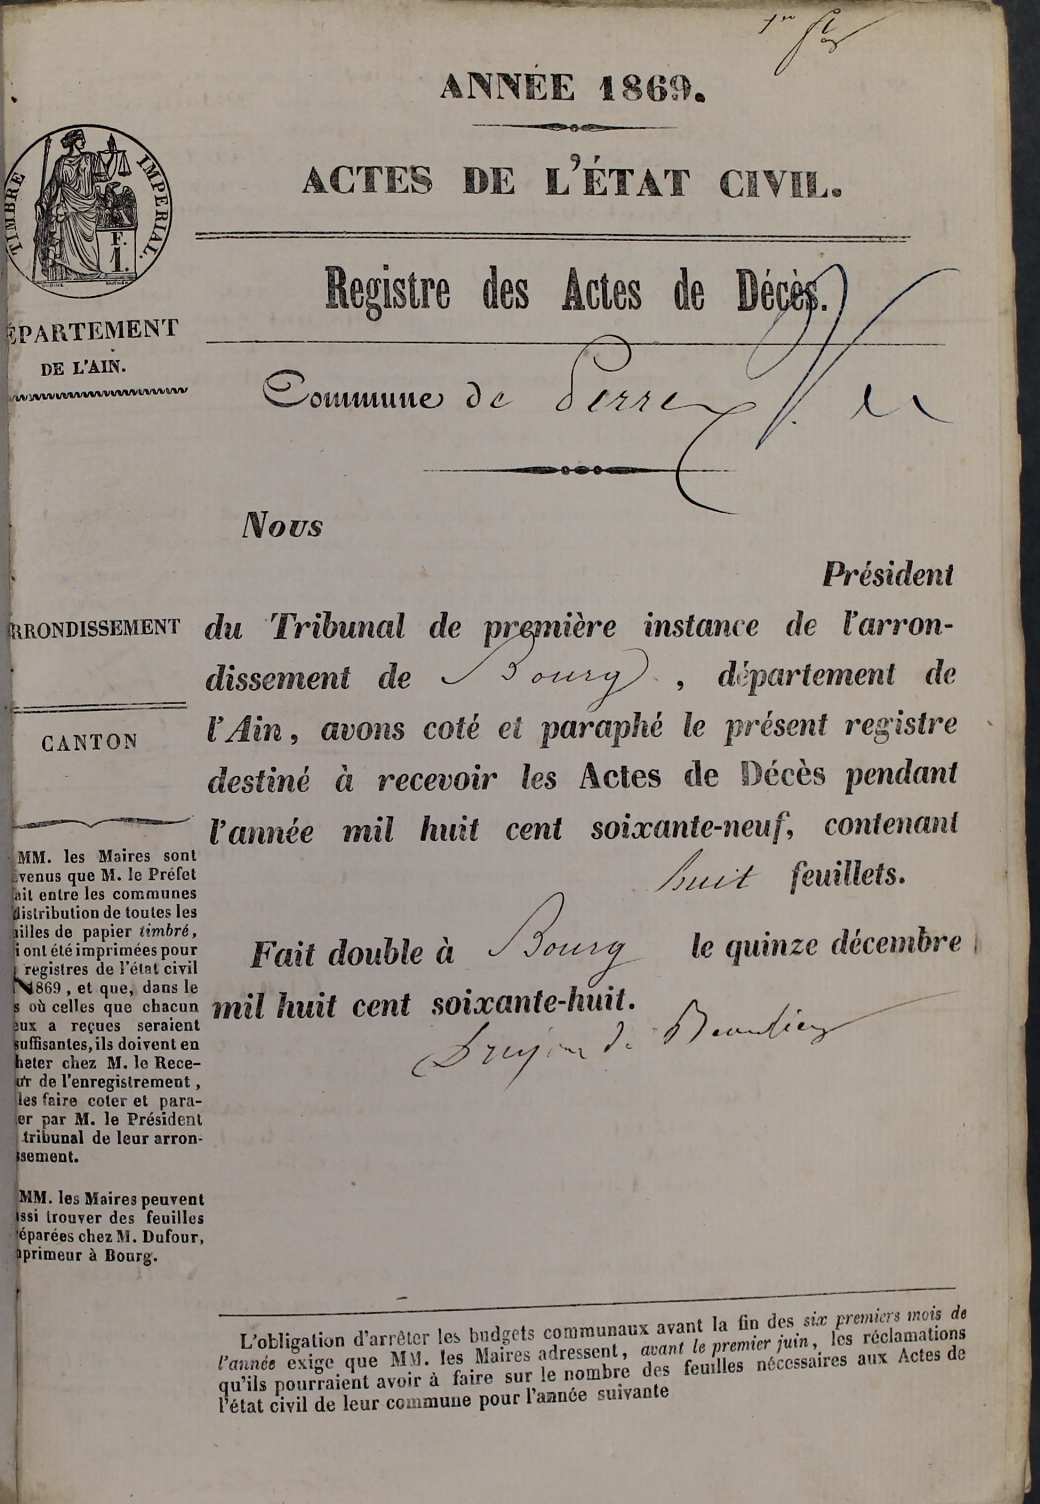 1er f
ANNÉE 1869.
ACTES DE L'ÉTAT CIVIL.
TIMBRE IMPÉRIAL.
F.
1.
Registre des Actes de Décès.
ÉPARTEMENT
DE L'AIN.
Commune de Perrex
Vu
Nous
Président
du Tribunal de première instance de l'arron-
dissement de Bourg, département de
l'Ain, avons coté et paraphé le présent registre
destiné à recevoir les Actes de Décès pendant
l'année mil huit cent soixante-neuf, contenant
huit feuillets.
Fait double à Bourg le quinze décembre
mil huit cent soixante-huit.
RRONDISSEMENT
CANTON
MM. les Maires sont
venus que M. le Préfet
ait entre les communes
distribution de toutes les
illes de papier timbré,
i ont été imprimées pour
registres de l'état civil
1869, et que, dans le
s où celles que chacun
eux a reçues seraient
suffisantes, ils doivent en
heter chez M. le Rece-
ur de l'enregistrement,
les faire coter et para-
er par M. le Président
tribunal de leur arron-
ssement.
MM. les Maires peuvent
ssi trouver des feuilles
éparées chez M. Dufour,
primeur à Bourg.
L'obligation d'arrêter les budgets communaux avant la fin des six premiers mois de
l'année exige que MM. les Maires adressent, avant le premier juin, les réclamations
qu'ils pourraient avoir à faire sur le nombre des feuilles nécessaires aux Actes de
l'état civil de leur commune pour l'année suivante